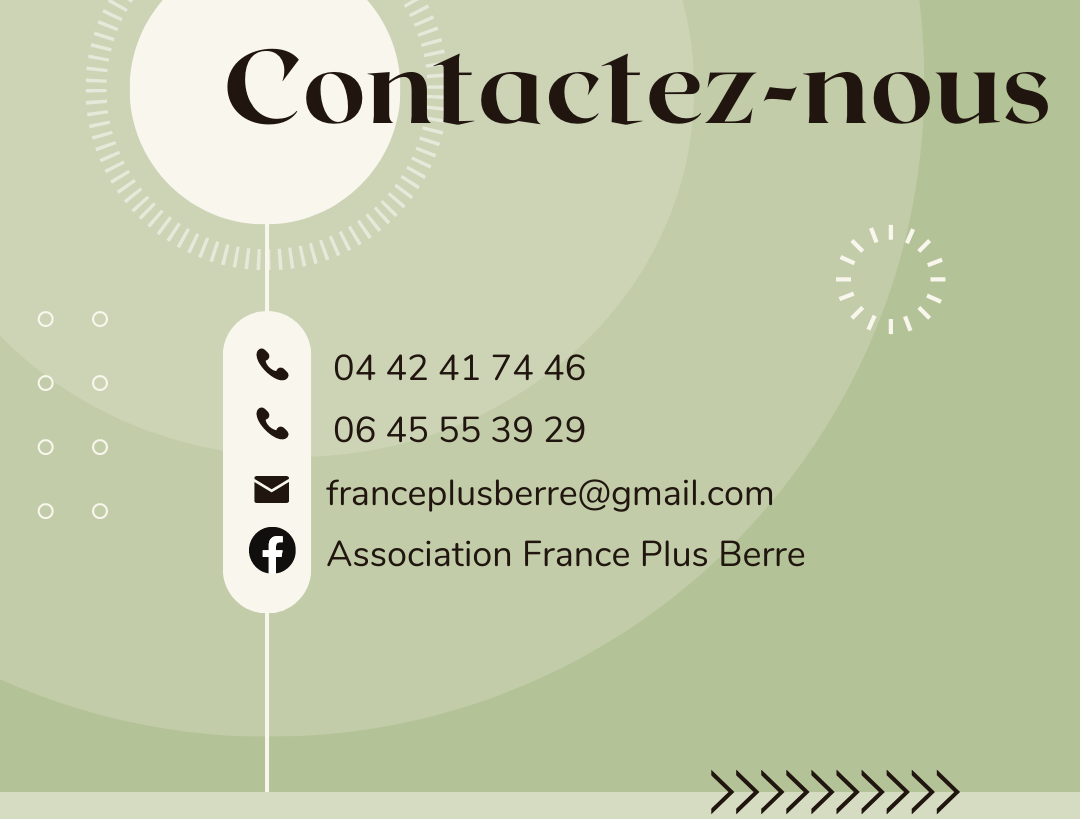 Contactez-nous
04 42 41 74 46
06 45 55 39 29
franceplusberre@gmail.com
Association France Plus Berre